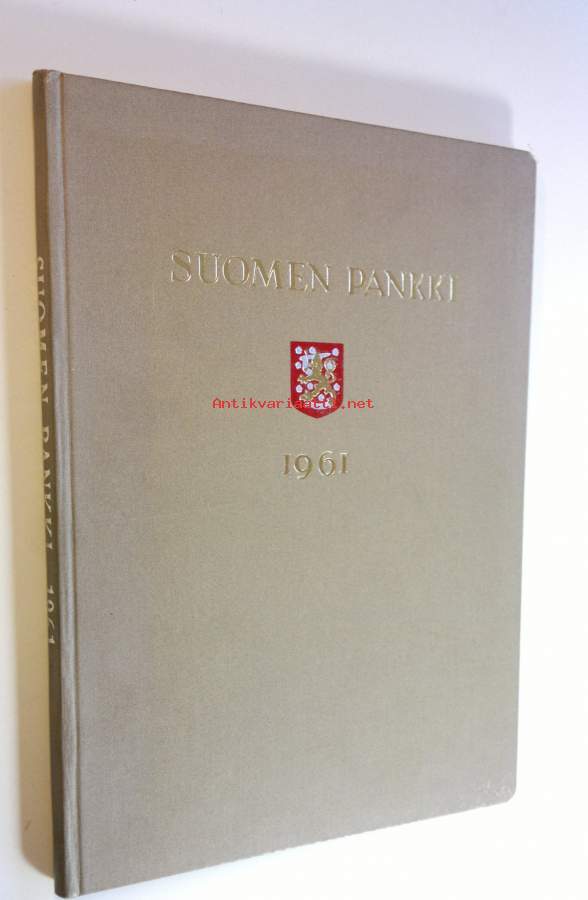 SUOMEN PANKKI
Antikvariaatti.net
1961
SUOMEN PANKKI 1961